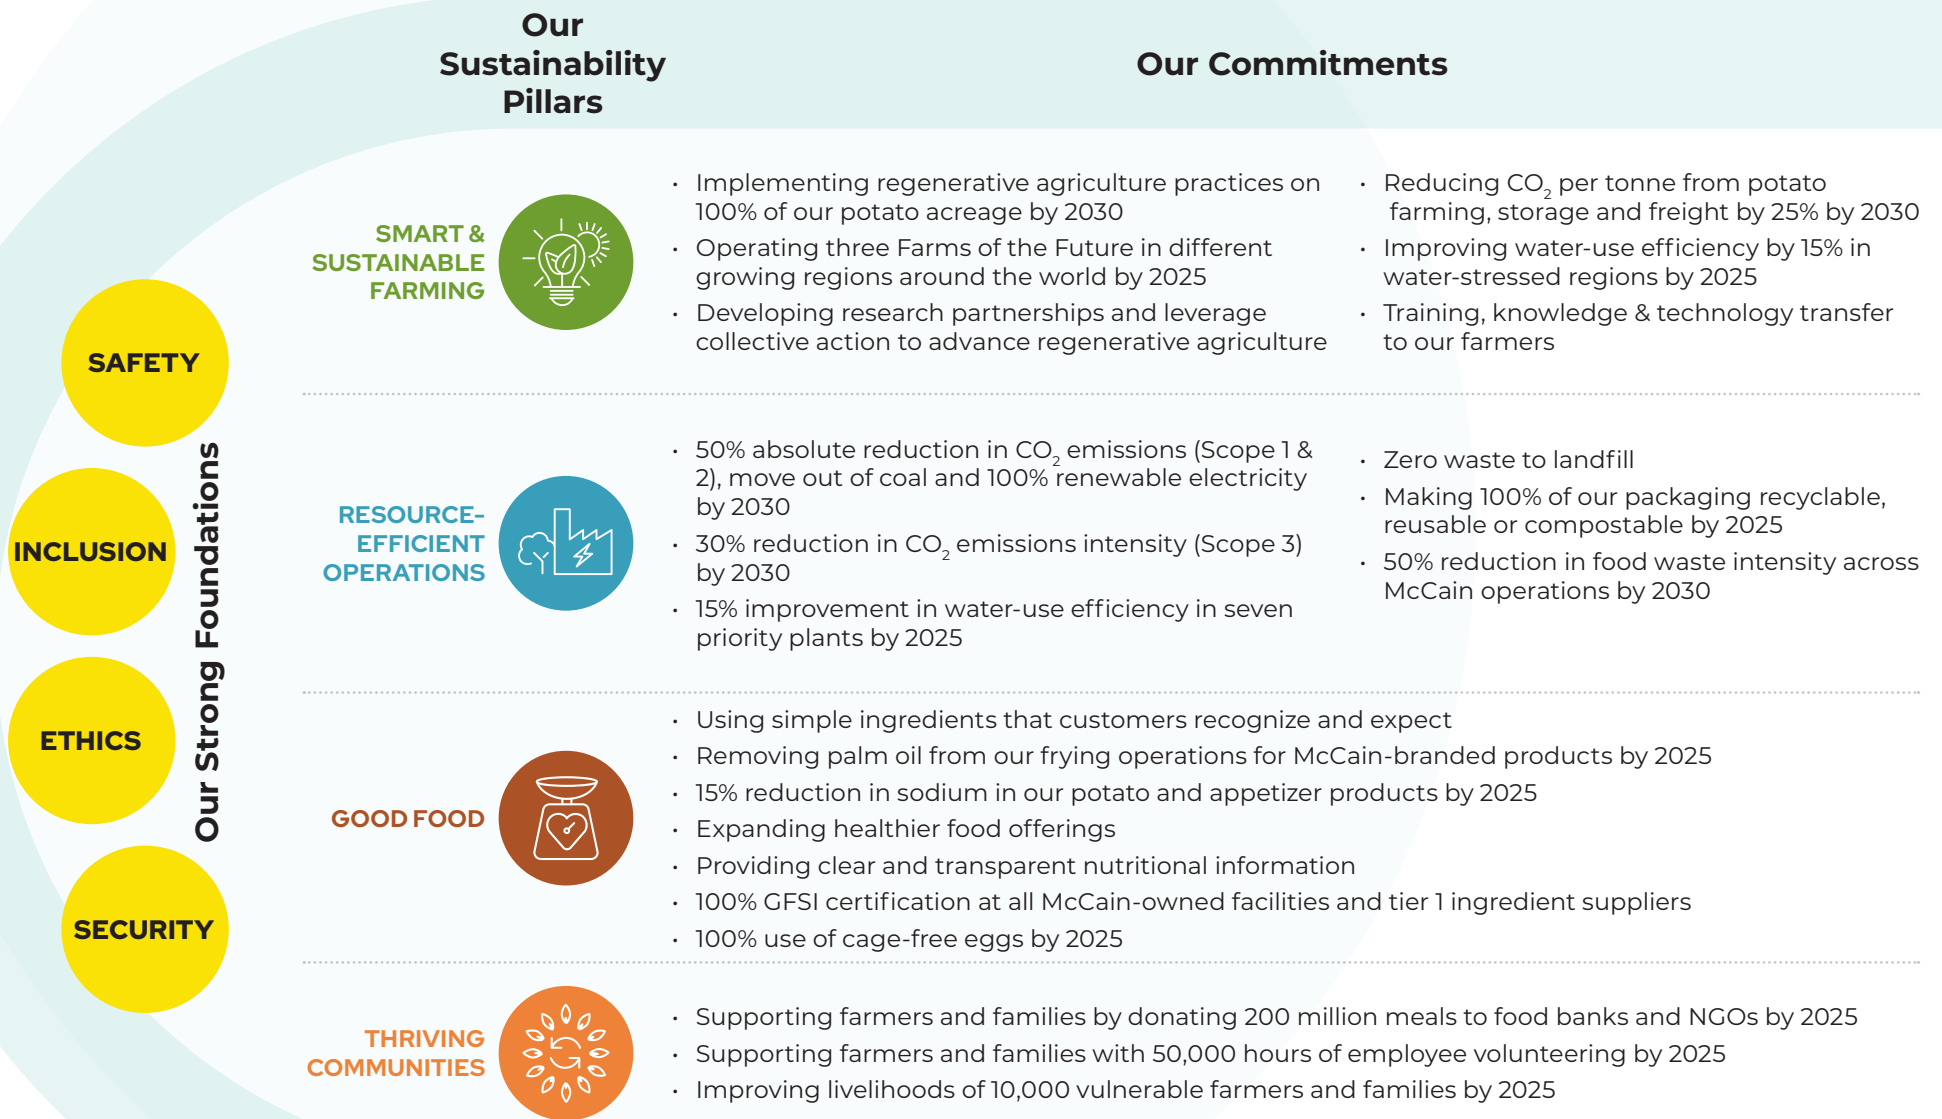 Our
Sustainability
Pillars
Our Commitments
SAFETY
INCLUSION
ETHICS
SECURITY
Our Strong Foundations
SMART &
SUSTAINABLE
FARMING
• Implementing regenerative agriculture practices on
100% of our potato acreage by 2030
• Operating three Farms of the Future in different
growing regions around the world by 2025
• Developing research partnerships and leverage
collective action to advance regenerative agriculture
• Reducing CO₂ per tonne from potato
farming, storage and freight by 25% by 2030
• Improving water-use efficiency by 15% in
water-stressed regions by 2025
• Training, knowledge & technology transfer
to our farmers
RESOURCE-
EFFICIENT
OPERATIONS
• 50% absolute reduction in CO₂ emissions (Scope 1 &
2), move out of coal and 100% renewable electricity
by 2030
• 30% reduction in CO₂ emissions intensity (Scope 3)
by 2030
• 15% improvement in water-use efficiency in seven
priority plants by 2025
• Zero waste to landfill
• Making 100% of our packaging recyclable,
reusable or compostable by 2025
• 50% reduction in food waste intensity across
McCain operations by 2030
GOOD FOOD
• Using simple ingredients that customers recognize and expect
• Removing palm oil from our frying operations for McCain-branded products by 2025
• 15% reduction in sodium in our potato and appetizer products by 2025
• Expanding healthier food offerings
• Providing clear and transparent nutritional information
• 100% GFSI certification at all McCain-owned facilities and tier 1 ingredient suppliers
• 100% use of cage-free eggs by 2025
THRIVING
COMMUNITIES
• Supporting farmers and families by donating 200 million meals to food banks and NGOs by 2025
• Supporting farmers and families with 50,000 hours of employee volunteering by 2025
• Improving livelihoods of 10,000 vulnerable farmers and families by 2025